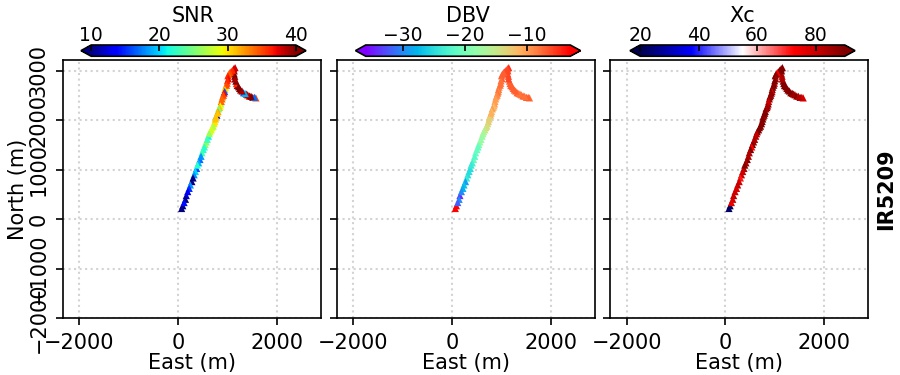 SNR DBV Xc
10 20 30 40 −30 −20 −10 20 40 60 80
3000
2000
1000
0
−1000
−2000
North (m)
IR5209
−2000 0 2000 −2000 0 2000 −2000 0 2000
East (m) East (m) East (m)